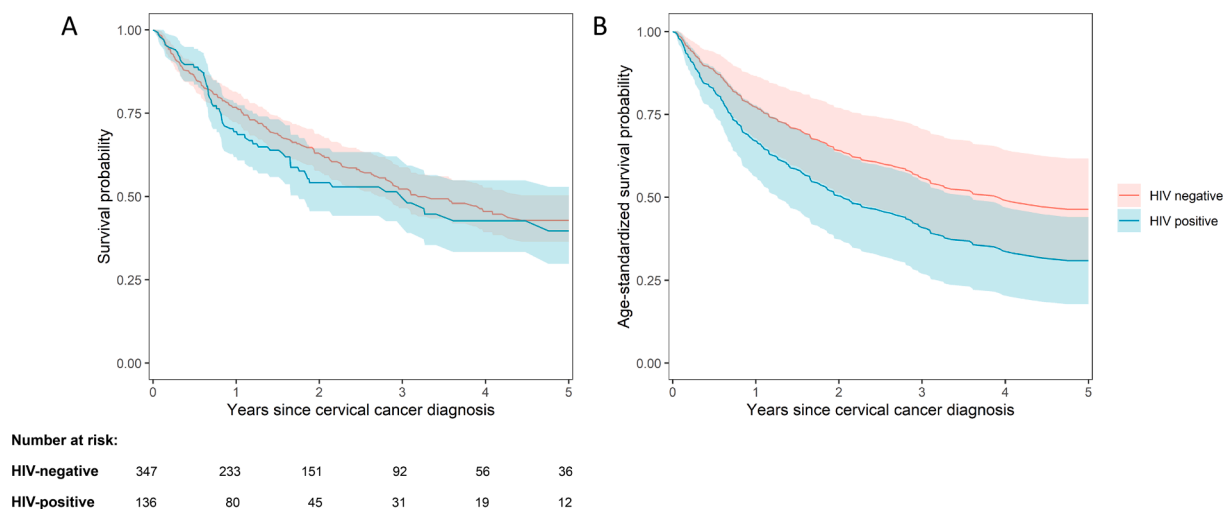 A
B
Survival probability
1.00
0.75
0.50
0.25
0.00
0 1 2 3 4 5
Years since cervical cancer diagnosis
Age-standardized survival probability
1.00
0.75
0.50
0.25
0.00
0 1 2 3 4 5
Years since cervical cancer diagnosis
HIV negative
HIV positive
Number at risk:
HIV-negative 347 233 151 92 56 36
HIV-positive 136 80 45 31 19 12